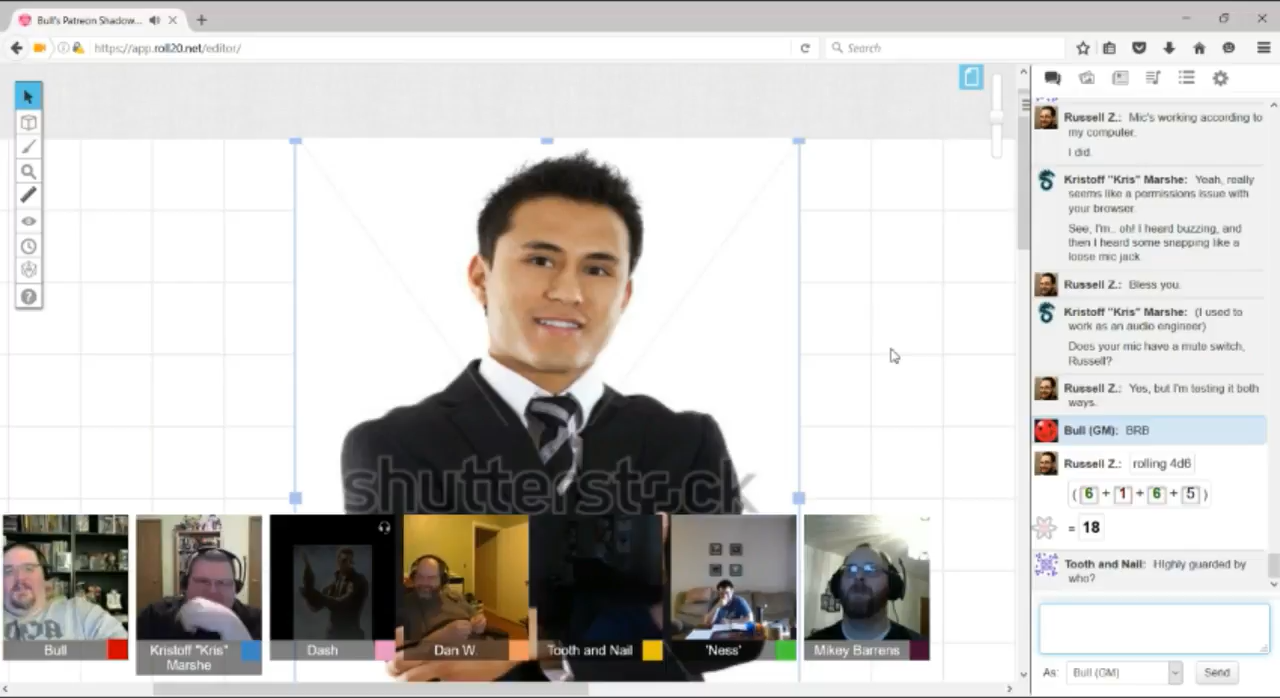 Bull's Patreon Shadow...
https://app.roll20.net/editor/
Search
Russell Z.: Mic's working according to
my computer.
I did.
Kristoff "Kris" Marshe: Yeah, really
seems like a permissions issue with
your browser.
See, I'm.. oh! I heard buzzing, and
then I heard some snapping like a
loose mic jack
Russell Z.: Bless you.
Kristoff "Kris" Marshe: (I used to
work as an audio engineer)
Does your mic have a mute switch,
Russell?
Russell Z.: Yes, but I'm testing it both
ways.
Bull (GM): BRB
Russell Z.: rolling 4d6
(6+1+6+5)
= 18
Tooth and Nail: HIghly guarded by
who?
As: Bull (GM) Send
shutterstock
Bull
Kristoff "Kris"
Marshe
Dash
Dan W.
Tooth and Nail
'Ness'
Mikey Barrens